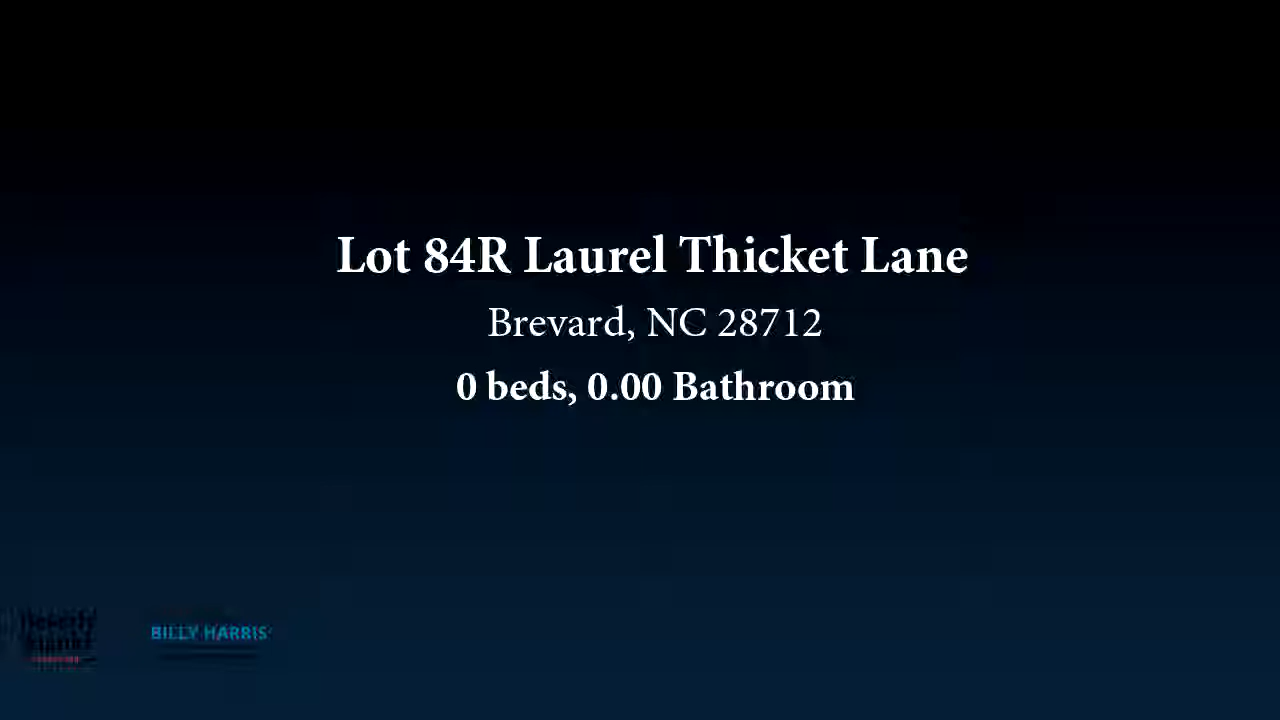 Lot 84R Laurel Thicket Lane
Brevard, NC 28712
0 beds, 0.00 Bathroom
BILLY HARRIS